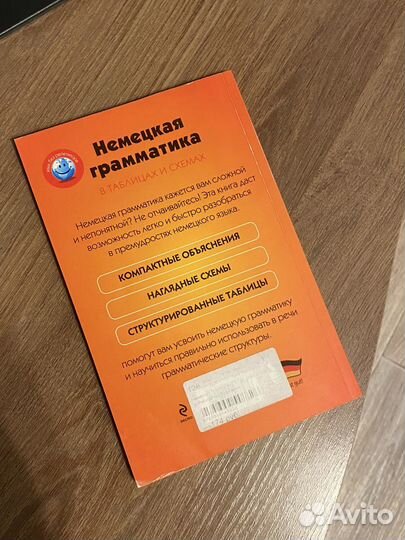 Немецкая
грамматика
В ТАБЛИЦАХ И СХЕМАХ
Немецкая грамматика кажется вам сложной
и непонятной? Не отчаивайтесь! Эта книга даст
возможность легко и быстро разобраться
в премудростях немецкого языка.
КОМПАКТНЫЕ ОБЪЯСНЕНИЯ
НАГЛЯДНЫЕ СХЕМЫ
СТРУКТУРИРОВАННЫЕ ТАБЛИЦЫ
помогут вам усвоить немецкую грамматику
и научиться правильно использовать в речи
грамматические структуры.
Avito